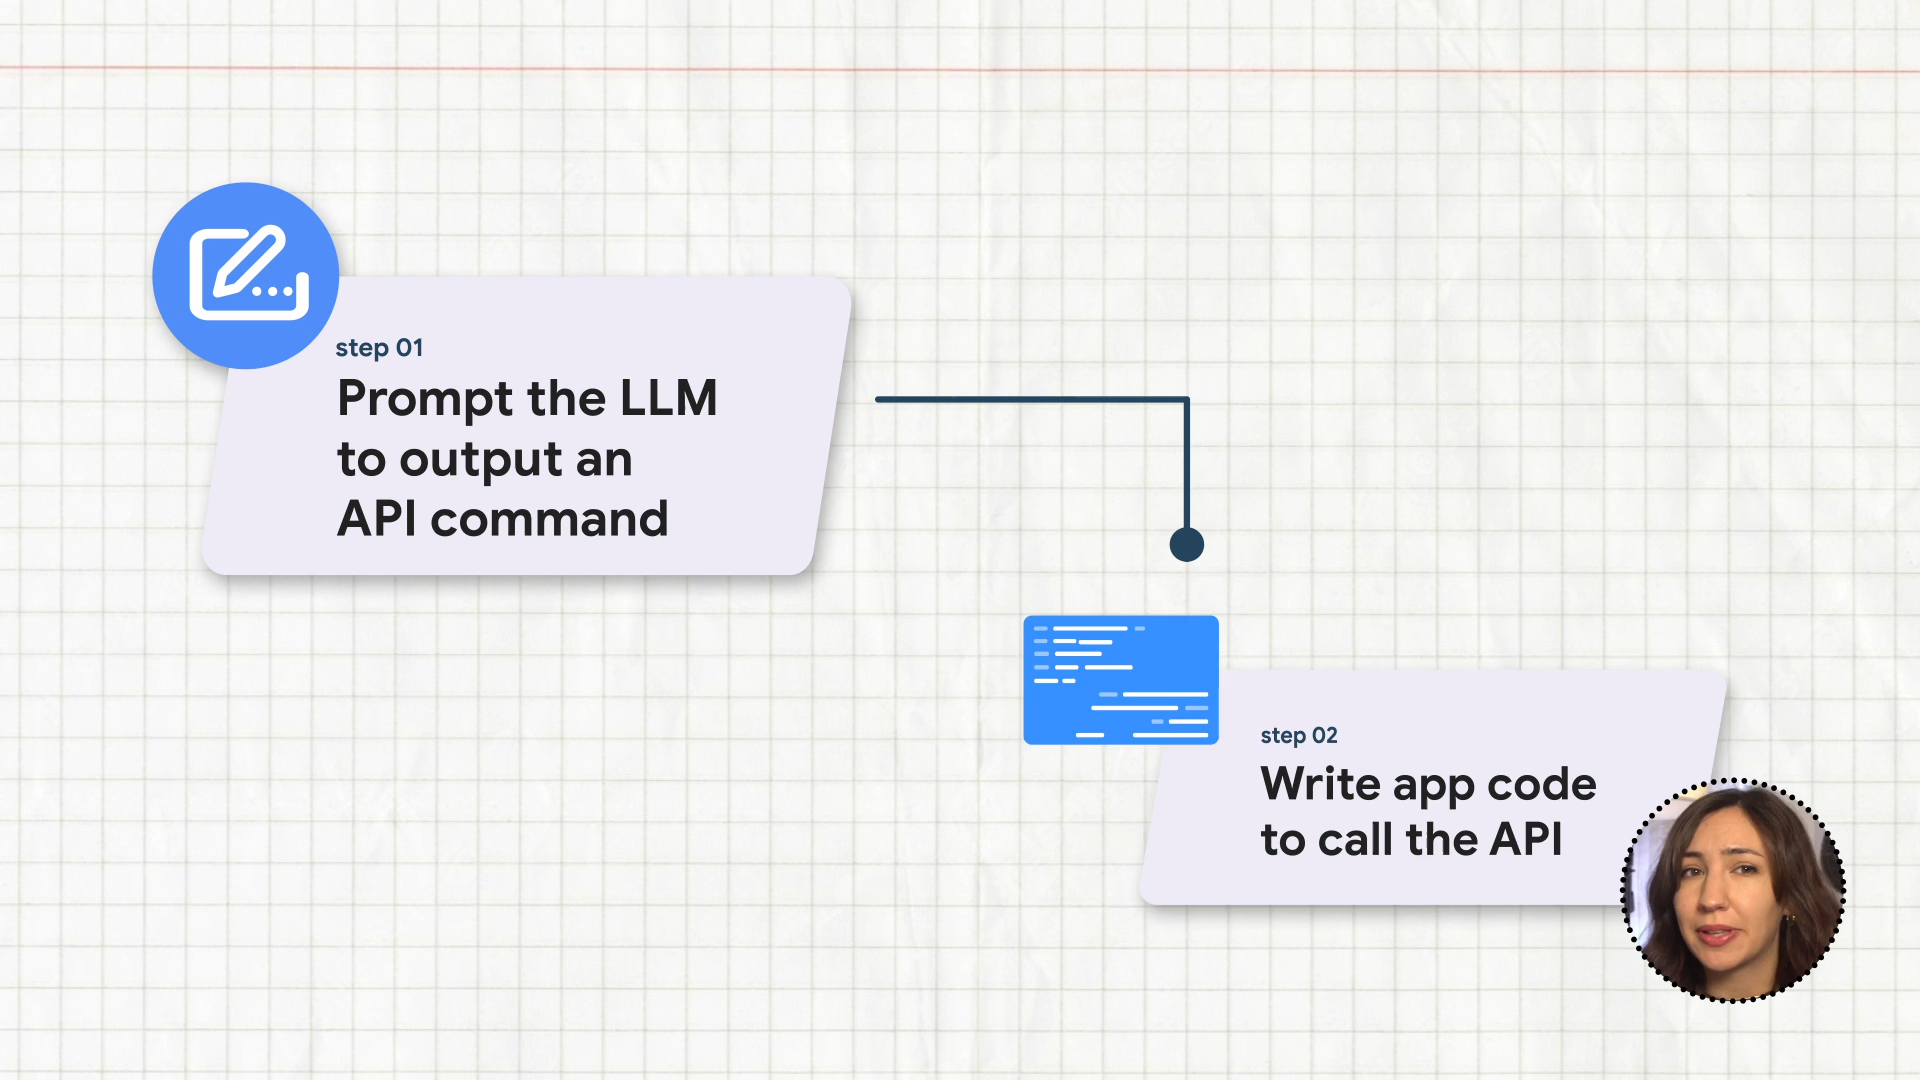 step 01
Prompt the LLM
to output an
API command
step 02
Write app code
to call the API